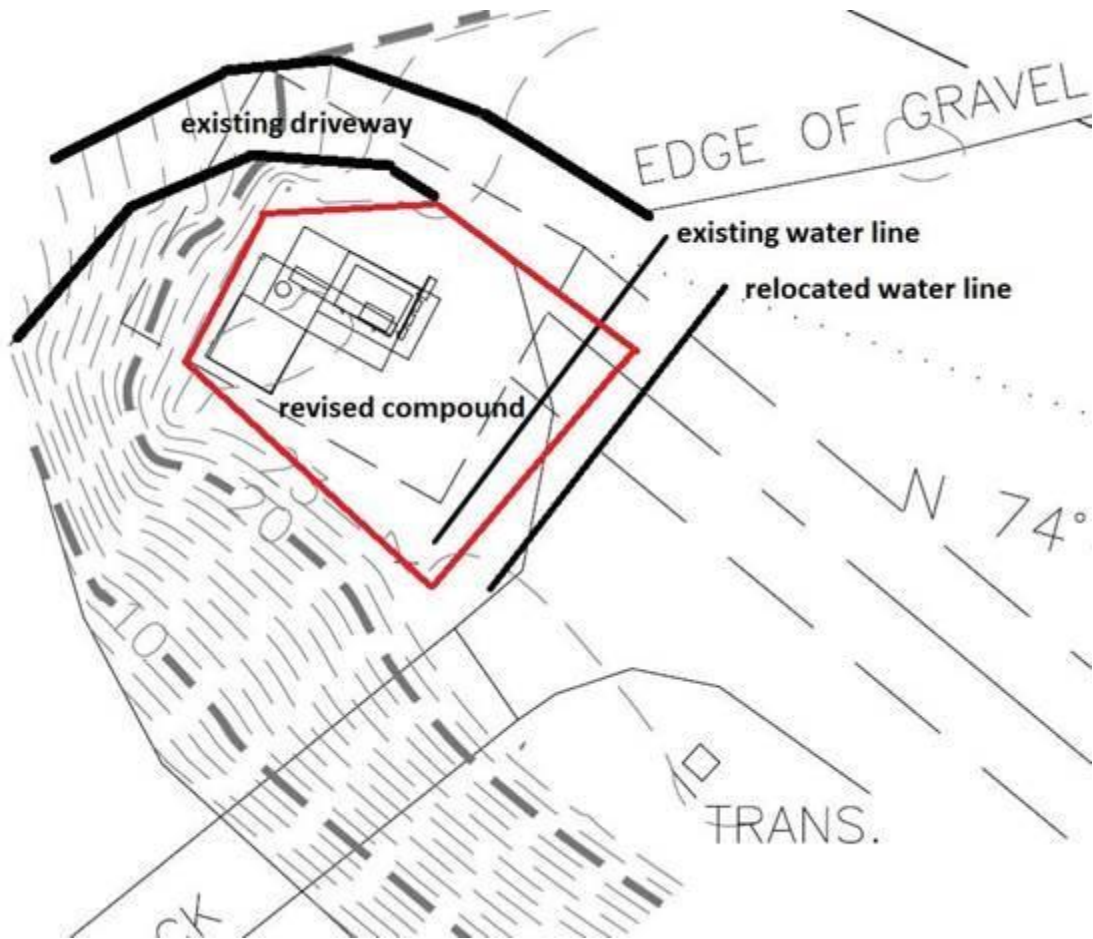 existing driveway
EDGE OF GRAVEL
existing water line
relocated water line
revised compound
N 74°
20
10
TRANS.